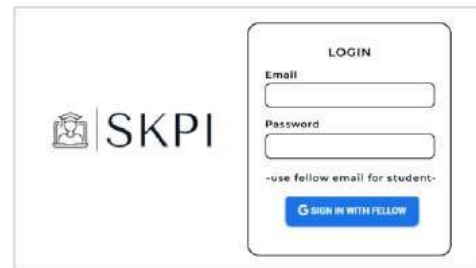 SKPI
LOGIN
Email
Password
-use fellow email for student-
G SIGN IN WITH FELLOW